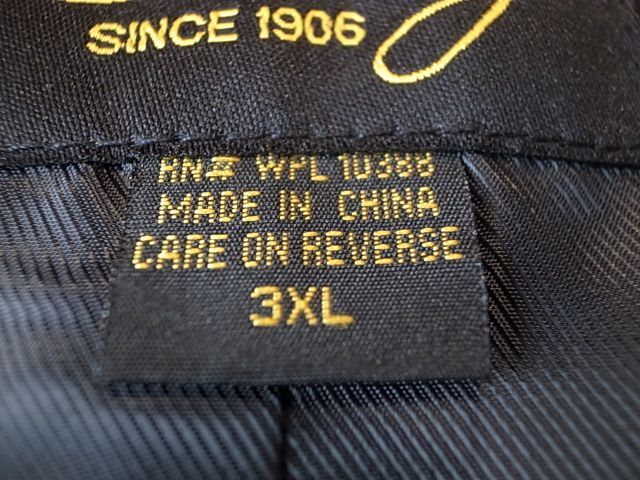 SINCE 1906
RN# WPL 10388
MADE IN CHINA
CARE ON REVERSE
3XL